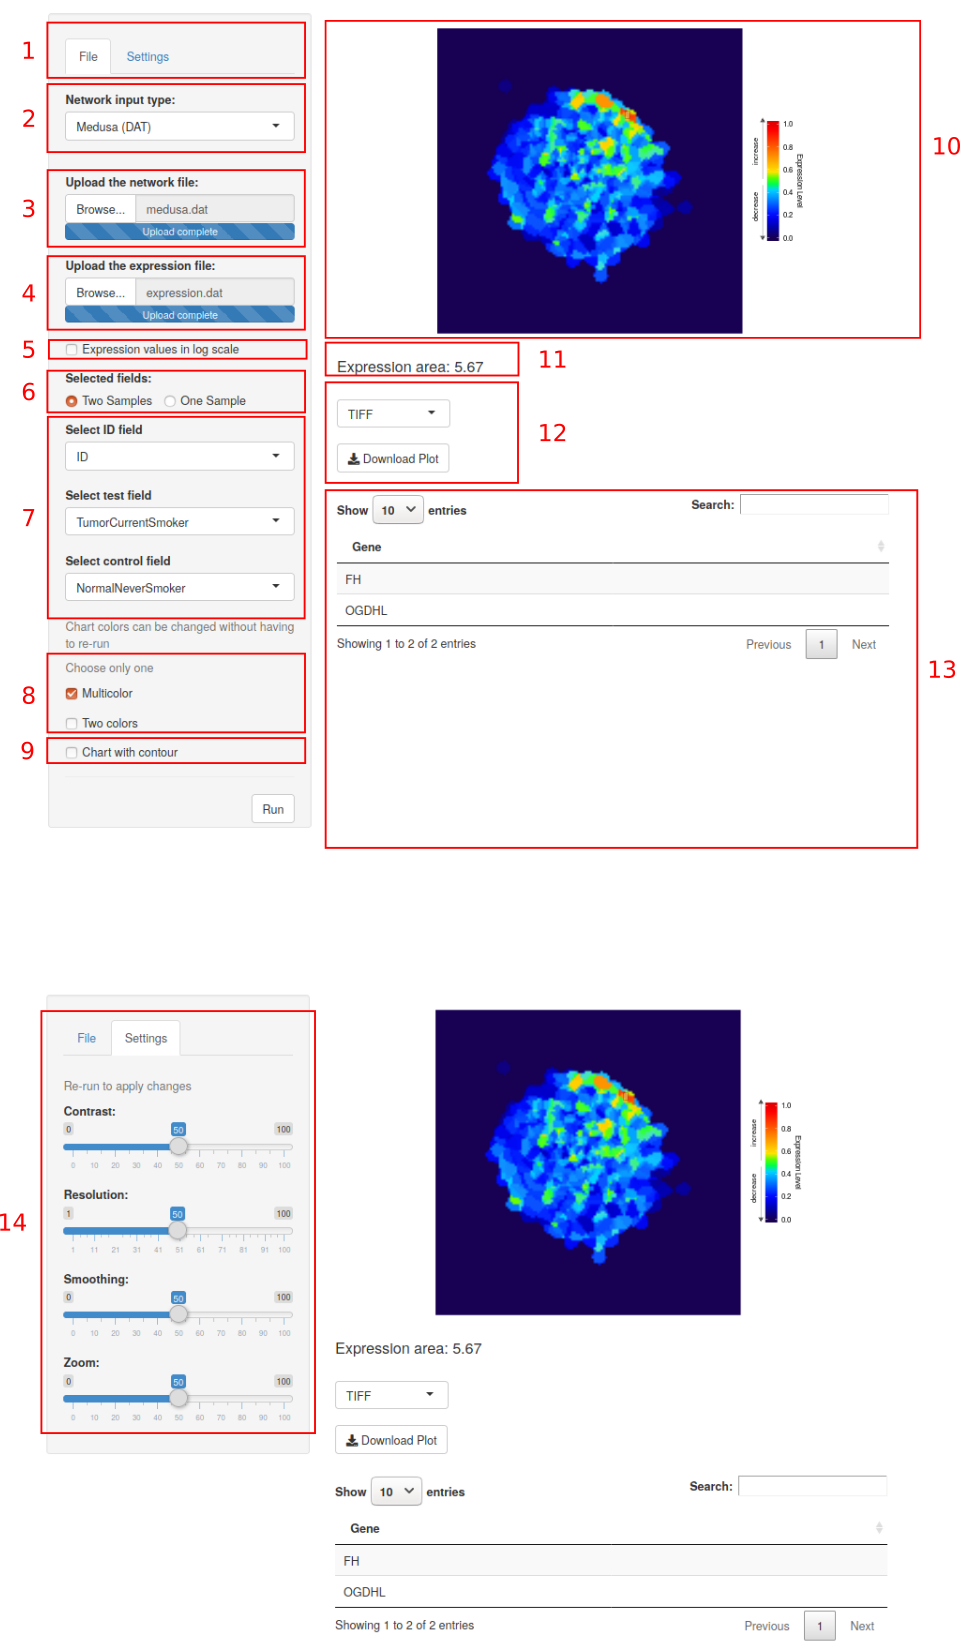 1
File Settings
2
Network input type:
Medusa (DAT)
3
Upload the network file:
Browse... medusa.dat
Upload complete
4
Upload the expression file:
Browse... expression.dat
Upload complete
5
Expression values in log scale
6
Selected fields:
Two Samples One Sample
7
Select ID field
ID
Select test field
TumorCurrentSmoker
Select control field
NormalNeverSmoker
Chart colors can be changed without having
to re-run
8
Choose only one
Multicolor
Two colors
9
Chart with contour
Run
10
increase
decrease
1.0
0.8
0.6
0.4
0.2
0.0
Expression Level
11
Expression area: 5.67
12
TIFF
Download Plot
13
Show 10 entries Search:
Gene
FH
OGDHL
Showing 1 to 2 of 2 entries Previous 1 Next
14
File Settings
Re-run to apply changes
Contrast:
0 50 100
0 10 20 30 40 50 60 70 80 90 100
Resolution:
1 50 100
1 11 21 31 41 51 61 71 81 91 100
Smoothing:
0 50 100
0 10 20 30 40 50 60 70 80 90 100
Zoom:
0 50 100
0 10 20 30 40 50 60 70 80 90 100
increase
decrease
1.0
0.8
0.6
0.4
0.2
0.0
Expression Level
Expression area: 5.67
TIFF
Download Plot
Show 10 entries Search:
Gene
FH
OGDHL
Showing 1 to 2 of 2 entries Previous 1 Next